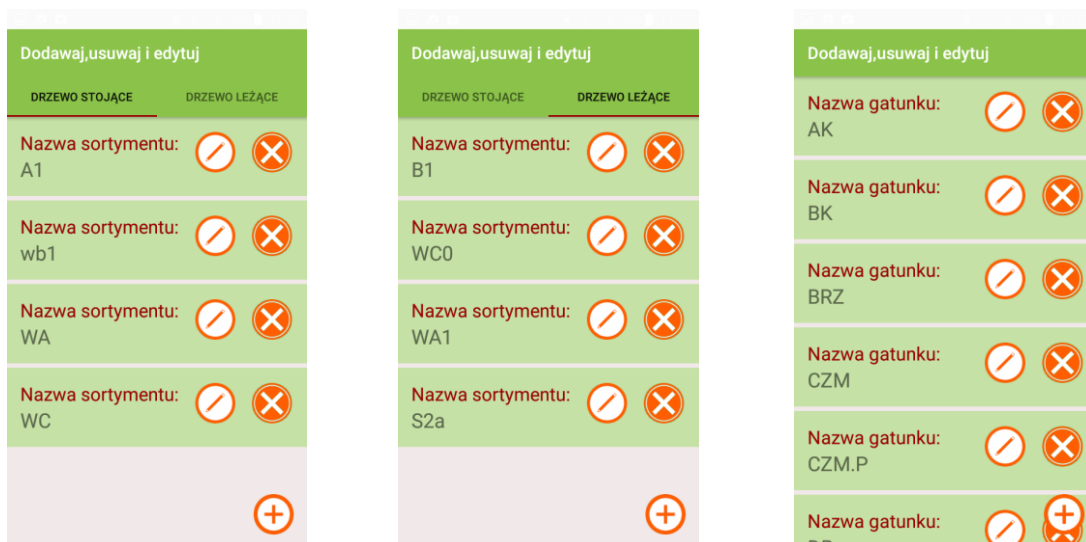 Dodawaj,usuwaj i edytuj
DRZEWO STOJĄCE DRZEWO LEŻĄCE
Nazwa sortymentu:
A1
Nazwa sortymentu:
wb1
Nazwa sortymentu:
WA
Nazwa sortymentu:
WC
Dodawaj,usuwaj i edytuj
DRZEWO STOJĄCE DRZEWO LEŻĄCE
Nazwa sortymentu:
B1
Nazwa sortymentu:
WC0
Nazwa sortymentu:
WA1
Nazwa sortymentu:
S2a
Dodawaj,usuwaj i edytuj
Nazwa gatunku:
AK
Nazwa gatunku:
BK
Nazwa gatunku:
BRZ
Nazwa gatunku:
CZM
Nazwa gatunku:
CZM.P
Nazwa gatunku: